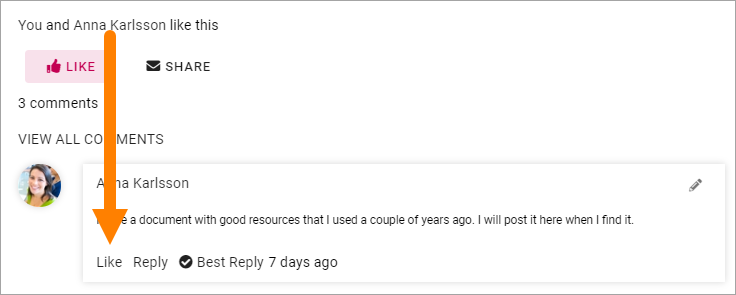 You and Anna Karlsson like this
LIKE SHARE
3 comments
VIEW ALL COMMENTS
Anna Karlsson
a document with good resources that I used a couple of years ago. I will post it here when I find it.
Like Reply Best Reply 7 days ago